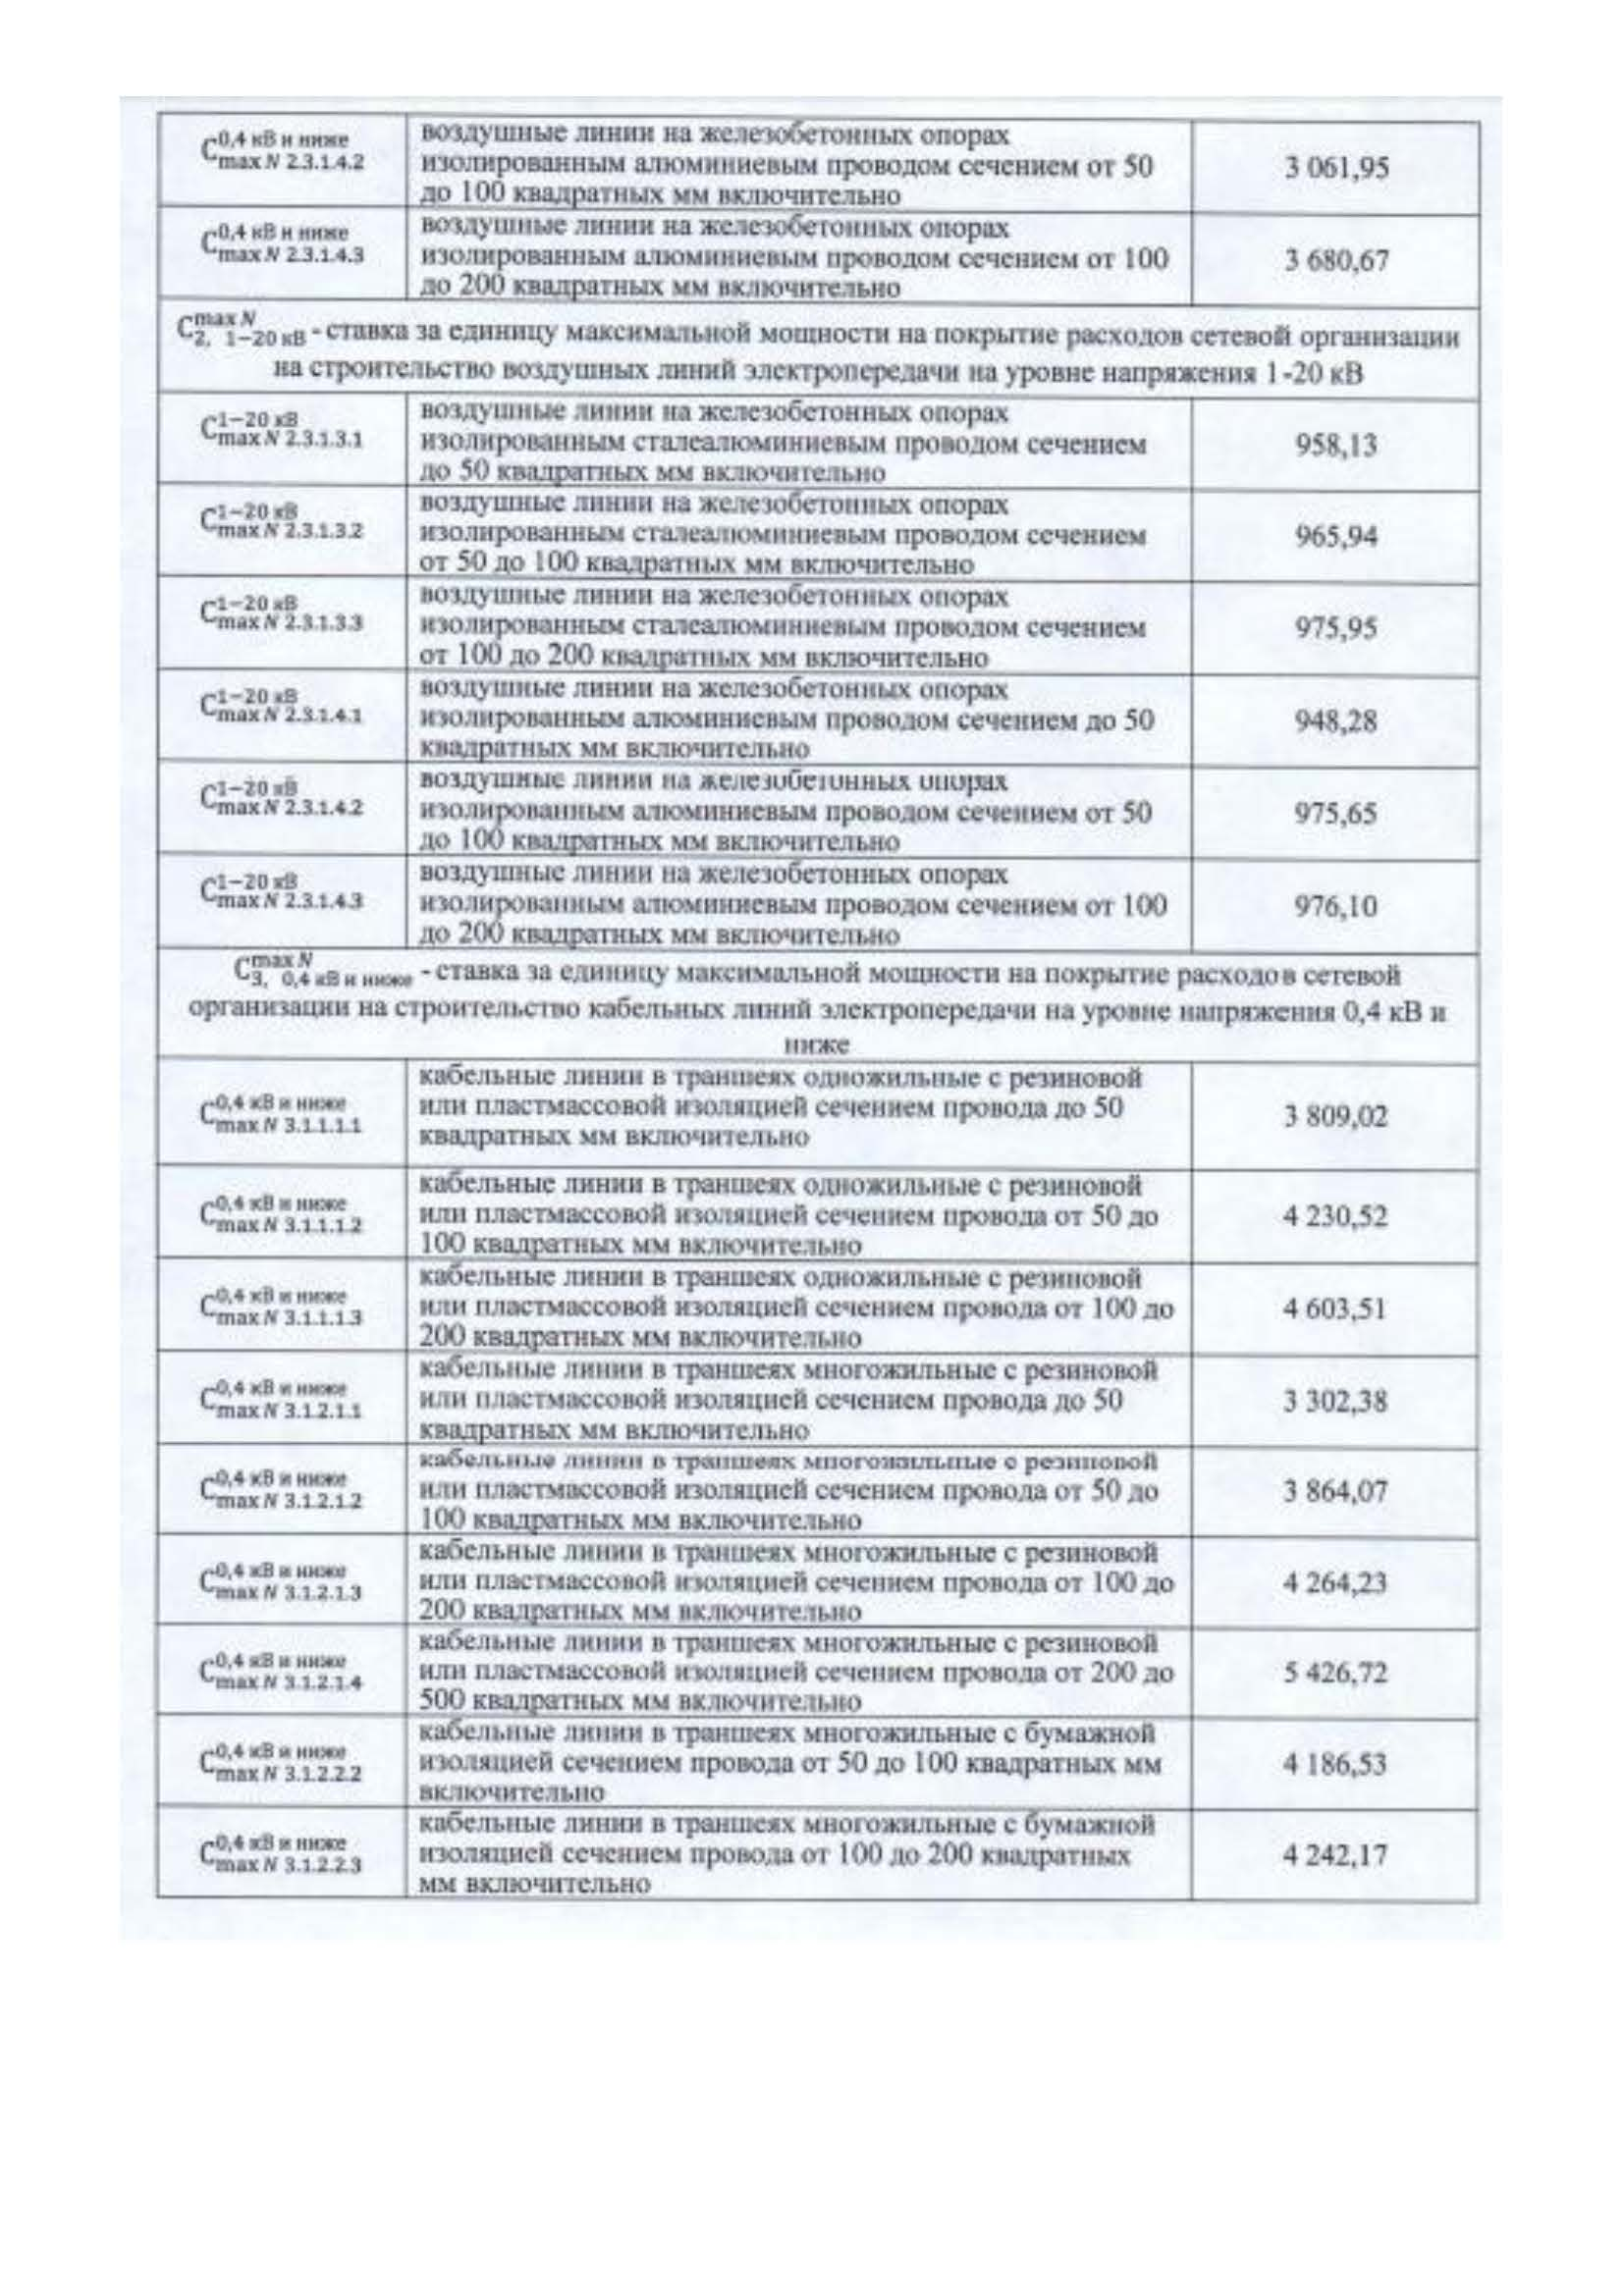 C^{0,4 кВ и ниже}_{max N 2.3.1.4.2}
воздушные линии на железобетонных опорах
изолированным алюминиевым проводом сечением от 50
до 100 квадратных мм включительно
3 061,95
C^{0,4 кВ и ниже}_{max N 2.3.1.4.3}
воздушные линии на железобетонных опорах
изолированным алюминиевым проводом сечением от 100
до 200 квадратных мм включительно
3 680,67
C^{max N}_{2, 1–20 кВ} - ставка за единицу максимальной мощности на покрытие расходов сетевой организации
на строительство воздушных линий электропередачи на уровне напряжения 1-20 кВ
C^{1–20 кВ}_{max N 2.3.1.3.1}
воздушные линии на железобетонных опорах
изолированным сталеалюминиевым проводом сечением
до 50 квадратных мм включительно
958,13
C^{1–20 кВ}_{max N 2.3.1.3.2}
воздушные линии на железобетонных опорах
изолированным сталеалюминиевым проводом сечением
от 50 до 100 квадратных мм включительно
965,94
C^{1–20 кВ}_{max N 2.3.1.3.3}
воздушные линии на железобетонных опорах
изолированным сталеалюминиевым проводом сечением
от 100 до 200 квадратных мм включительно
975,95
C^{1–20 кВ}_{max N 2.3.1.4.1}
воздушные линии на железобетонных опорах
изолированным алюминиевым проводом сечением до 50
квадратных мм включительно
948,28
C^{1–20 кВ}_{max N 2.3.1.4.2}
воздушные линии на железобетонных опорах
изолированным алюминиевым проводом сечением от 50
до 100 квадратных мм включительно
975,65
C^{1–20 кВ}_{max N 2.3.1.4.3}
воздушные линии на железобетонных опорах
изолированным алюминиевым проводом сечением от 100
до 200 квадратных мм включительно
976,10
C^{max N}_{3, 0,4 кВ и ниже} - ставка за единицу максимальной мощности на покрытие расходов сетевой
организации на строительство кабельных линий электропередачи на уровне напряжения 0,4 кВ и
ниже
C^{0,4 кВ и ниже}_{max N 3.1.1.1.1}
кабельные линии в траншеях одножильные с резиновой
или пластмассовой изоляцией сечением провода до 50
квадратных мм включительно
3 809,02
C^{0,4 кВ и ниже}_{max N 3.1.1.1.2}
кабельные линии в траншеях одножильные с резиновой
или пластмассовой изоляцией сечением провода от 50 до
100 квадратных мм включительно
4 230,52
C^{0,4 кВ и ниже}_{max N 3.1.1.1.3}
кабельные линии в траншеях одножильные с резиновой
или пластмассовой изоляцией сечением провода от 100 до
200 квадратных мм включительно
4 603,51
C^{0,4 кВ и ниже}_{max N 3.1.2.1.1}
кабельные линии в траншеях многожильные с резиновой
или пластмассовой изоляцией сечением провода до 50
квадратных мм включительно
3 302,38
C^{0,4 кВ и ниже}_{max N 3.1.2.1.2}
кабельные линии в траншеях многожильные с резиновой
или пластмассовой изоляцией сечением провода от 50 до
100 квадратных мм включительно
3 864,07
C^{0,4 кВ и ниже}_{max N 3.1.2.1.3}
кабельные линии в траншеях многожильные с резиновой
или пластмассовой изоляцией сечением провода от 100 до
200 квадратных мм включительно
4 264,23
C^{0,4 кВ и ниже}_{max N 3.1.2.1.4}
кабельные линии в траншеях многожильные с резиновой
или пластмассовой изоляцией сечением провода от 200 до
500 квадратных мм включительно
5 426,72
C^{0,4 кВ и ниже}_{max N 3.1.2.2.2}
кабельные линии в траншеях многожильные с бумажной
изоляцией сечением провода от 50 до 100 квадратных мм
включительно
4 186,53
C^{0,4 кВ и ниже}_{max N 3.1.2.2.3}
кабельные линии в траншеях многожильные с бумажной
изоляцией сечением провода от 100 до 200 квадратных
мм включительно
4 242,17